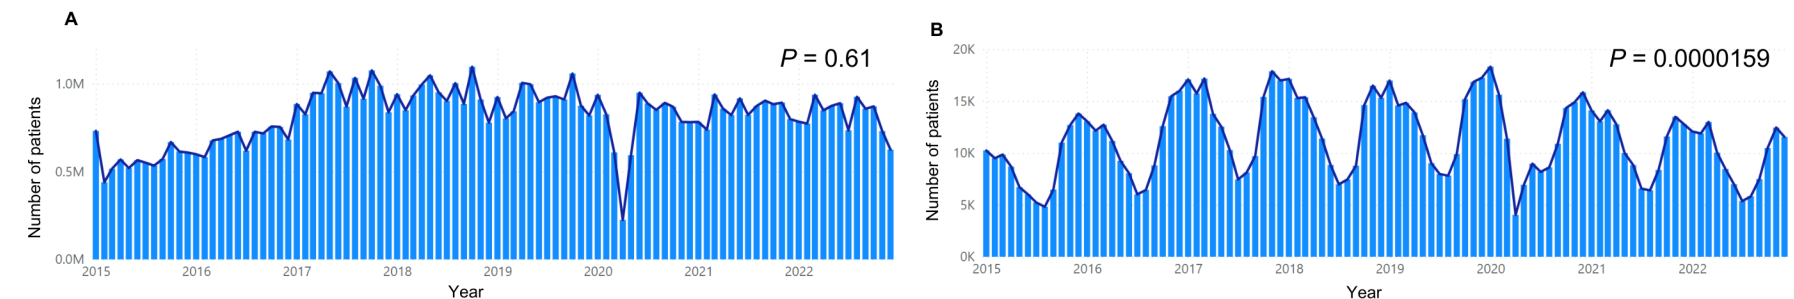 A
P = 0.61
Number of patients
1.0M
0.5M
0.0M
2015 2016 2017 2018 2019 2020 2021 2022
Year
B
P = 0.0000159
Number of patients
20K
15K
10K
5K
0K
2015 2016 2017 2018 2019 2020 2021 2022
Year